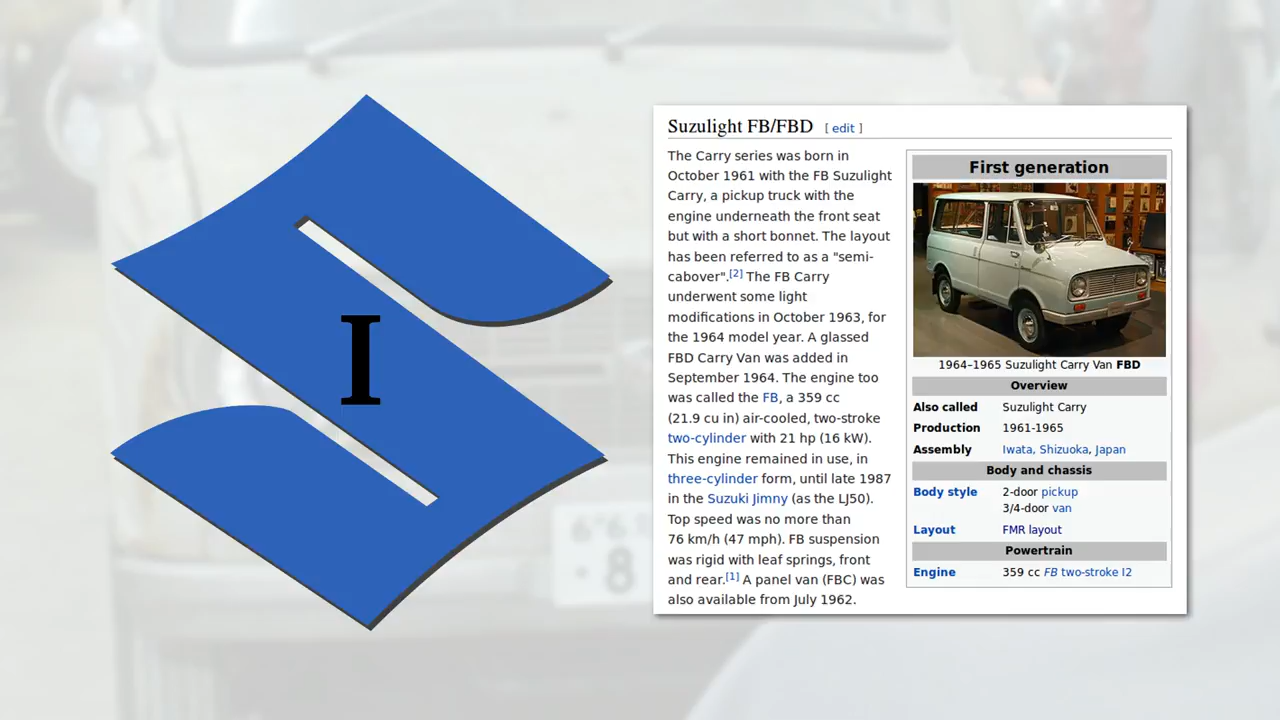 I
Suzulight FB/FBD [ edit ]
The Carry series was born in
October 1961 with the FB Suzulight
Carry, a pickup truck with the
engine underneath the front seat
but with a short bonnet. The layout
has been referred to as a "semi-
cabover".[2] The FB Carry
underwent some light
modifications in October 1963, for
the 1964 model year. A glassed
FBD Carry Van was added in
September 1964. The engine too
was called the FB, a 359 cc
(21.9 cu in) air-cooled, two-stroke
two-cylinder with 21 hp (16 kW).
This engine remained in use, in
three-cylinder form, until late 1987
in the Suzuki Jimny (as the LJ50).
Top speed was no more than
76 km/h (47 mph). FB suspension
was rigid with leaf springs, front
and rear.[1] A panel van (FBC) was
also available from July 1962.
First generation
1964–1965 Suzulight Carry Van FBD
Overview
Also called Suzulight Carry
Production 1961-1965
Assembly Iwata, Shizuoka, Japan
Body and chassis
Body style 2-door pickup
3/4-door van
Layout FMR layout
Powertrain
Engine 359 cc FB two-stroke I2